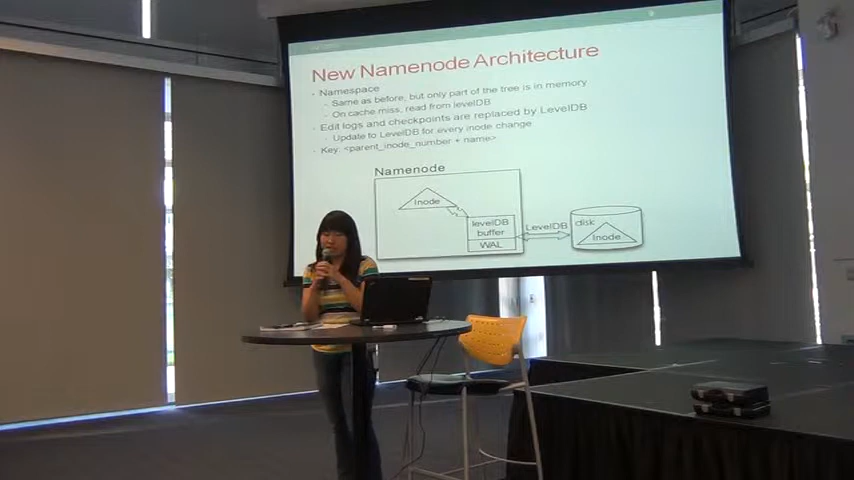 New Namenode Architecture
• Namespace
- Same as before, but only part of the tree is in memory
- On cache miss, read from levelDB
• Edit logs and checkpoints are replaced by LevelDB
- Update to LevelDB for every inode change
• Key: <parent_inode_number + name>
Namenode
Inode
levelDB
buffer
WAL
LevelDB
disk
Inode